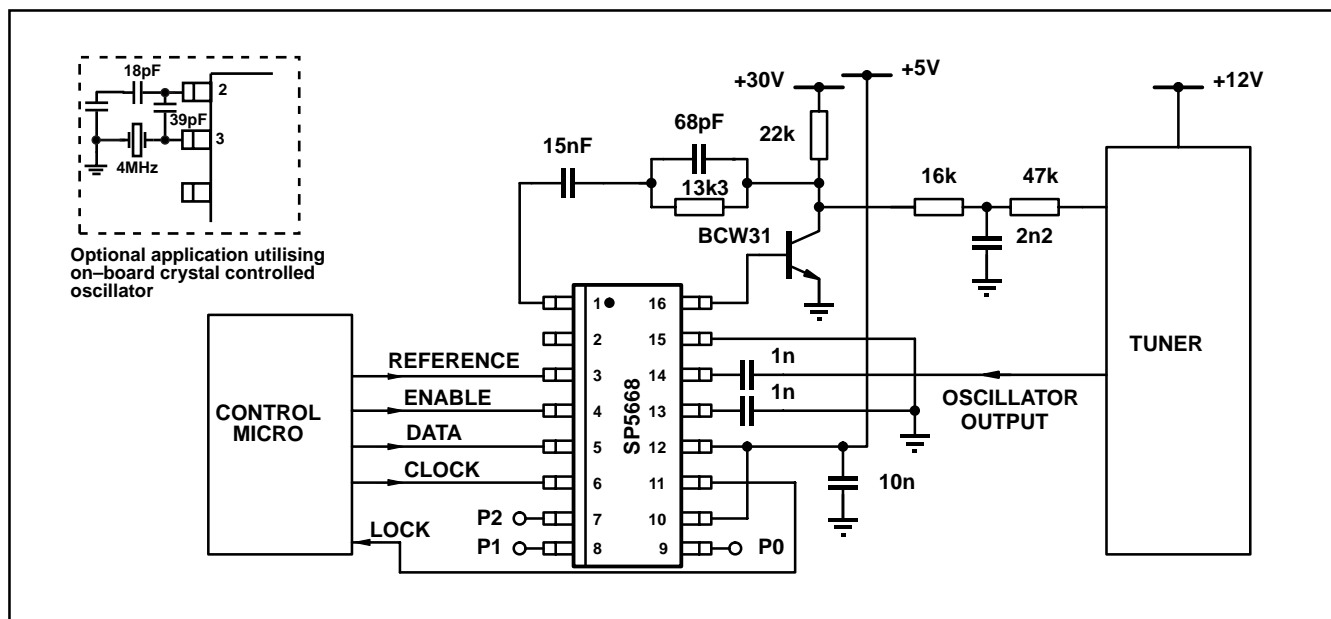 18pF
2
39pF
3
4MHz
Optional application utilising
on–board crystal controlled
oscillator
+30V
+5V
+12V
68pF
15nF
22k
13k3
16k
47k
BCW31
2n2
CONTROL
MICRO
REFERENCE
ENABLE
DATA
CLOCK
LOCK
P2
P1
SP5668
1
2
3
4
5
6
7
8
16
15
14
13
12
11
10
9
P0
1n
1n
10n
OSCILLATOR
OUTPUT
TUNER